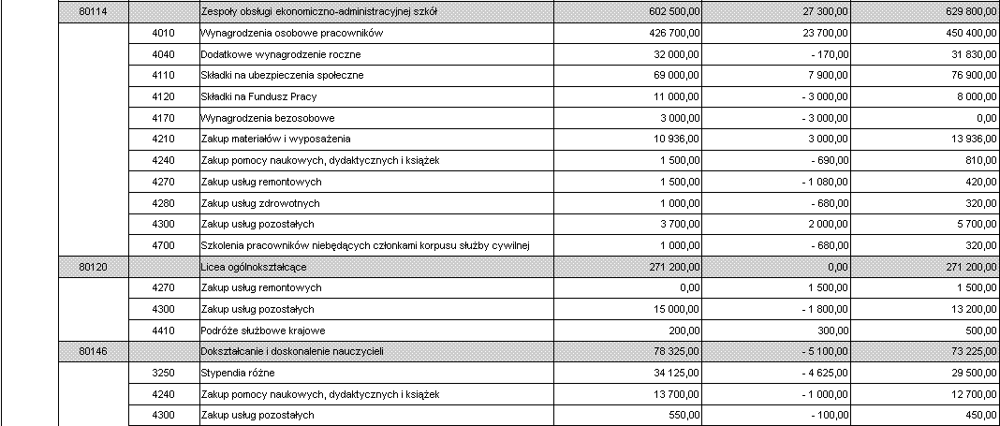 80114 Zespoły obsługi ekonomiczno-administracyjnej szkół 602 500,00 27 300,00 629 800,00
4010 Wynagrodzenia osobowe pracowników 426 700,00 23 700,00 450 400,00
4040 Dodatkowe wynagrodzenie roczne 32 000,00 - 170,00 31 830,00
4110 Składki na ubezpieczenia społeczne 69 000,00 7 900,00 76 900,00
4120 Składki na Fundusz Pracy 11 000,00 - 3 000,00 8 000,00
4170 Wynagrodzenia bezosobowe 3 000,00 - 3 000,00 0,00
4210 Zakup materiałów i wyposażenia 10 936,00 3 000,00 13 936,00
4240 Zakup pomocy naukowych, dydaktycznych i książek 1 500,00 - 690,00 810,00
4270 Zakup usług remontowych 1 500,00 - 1 080,00 420,00
4280 Zakup usług zdrowotnych 1 000,00 - 680,00 320,00
4300 Zakup usług pozostałych 3 700,00 2 000,00 5 700,00
4700 Szkolenia pracowników niebędących członkami korpusu służby cywilnej 1 000,00 - 680,00 320,00
80120 Licea ogólnokształcące 271 200,00 0,00 271 200,00
4270 Zakup usług remontowych 0,00 1 500,00 1 500,00
4300 Zakup usług pozostałych 15 000,00 - 1 800,00 13 200,00
4410 Podróże służbowe krajowe 200,00 300,00 500,00
80146 Dokształcanie i doskonalenie nauczycieli 78 325,00 - 5 100,00 73 225,00
3250 Stypendia różne 34 125,00 - 4 625,00 29 500,00
4240 Zakup pomocy naukowych, dydaktycznych i książek 13 700,00 - 1 000,00 12 700,00
4300 Zakup usług pozostałych 550,00 - 100,00 450,00